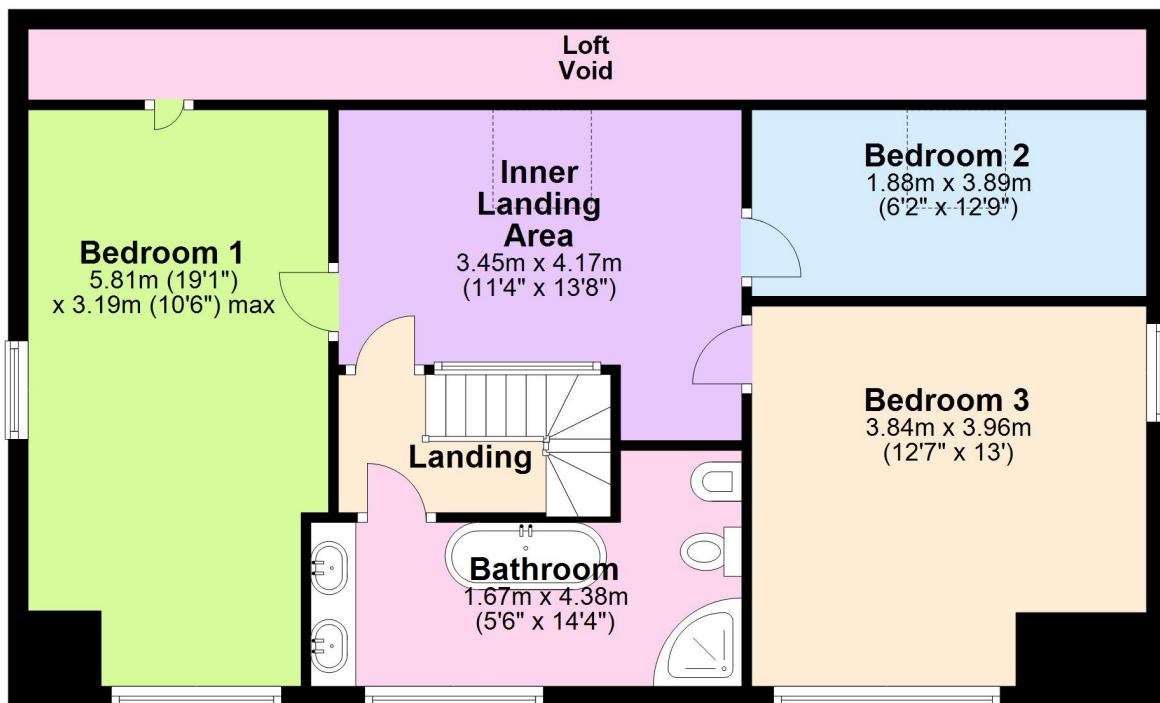 Loft
Void
Inner
Landing
Area
3.45m x 4.17m
(11'4" x 13'8")
Bedroom 2
1.88m x 3.89m
(6'2" x 12'9")
Bedroom 1
5.81m (19'1")
x 3.19m (10'6") max
Bedroom 3
3.84m x 3.96m
(12'7" x 13')
Landing
Bathroom
1.67m x 4.38m
(5'6" x 14'4")